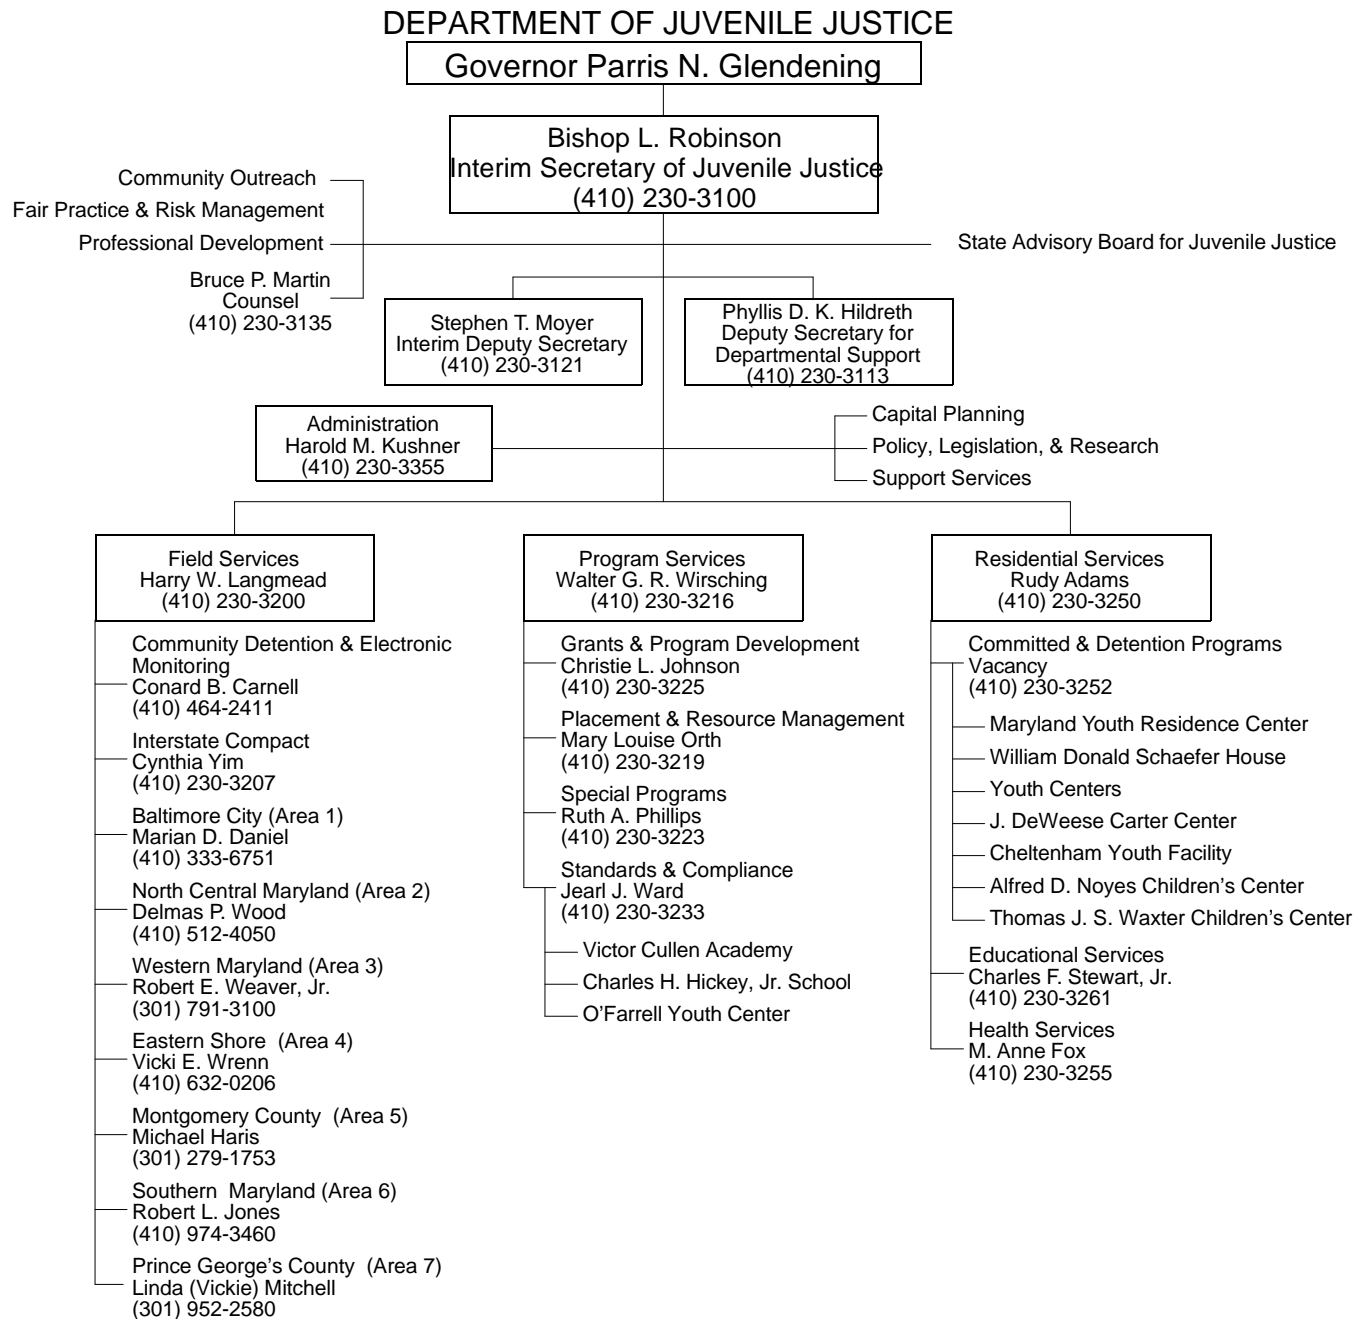 DEPARTMENT OF JUVENILE JUSTICE
Governor Parris N. Glendening
Bishop L. Robinson
Interim Secretary of Juvenile Justice
(410) 230-3100
Community Outreach
Fair Practice & Risk Management
Professional Development
Bruce P. Martin
Counsel
(410) 230-3135
State Advisory Board for Juvenile Justice
Stephen T. Moyer
Interim Deputy Secretary
(410) 230-3121
Phyllis D. K. Hildreth
Deputy Secretary for
Departmental Support
(410) 230-3113
Administration
Harold M. Kushner
(410) 230-3355
Capital Planning
Policy, Legislation, & Research
Support Services
Field Services
Harry W. Langmead
(410) 230-3200
Community Detention & Electronic
Monitoring
Conard B. Carnell
(410) 464-2411
Interstate Compact
Cynthia Yim
(410) 230-3207
Baltimore City (Area 1)
Marian D. Daniel
(410) 333-6751
North Central Maryland (Area 2)
Delmas P. Wood
(410) 512-4050
Western Maryland (Area 3)
Robert E. Weaver, Jr.
(301) 791-3100
Eastern Shore (Area 4)
Vicki E. Wrenn
(410) 632-0206
Montgomery County (Area 5)
Michael Haris
(301) 279-1753
Southern Maryland (Area 6)
Robert L. Jones
(410) 974-3460
Prince George's County (Area 7)
Linda (Vickie) Mitchell
(301) 952-2580
Program Services
Walter G. R. Wirsching
(410) 230-3216
Grants & Program Development
Christie L. Johnson
(410) 230-3225
Placement & Resource Management
Mary Louise Orth
(410) 230-3219
Special Programs
Ruth A. Phillips
(410) 230-3223
Standards & Compliance
Jearl J. Ward
(410) 230-3233
Victor Cullen Academy
Charles H. Hickey, Jr. School
O'Farrell Youth Center
Residential Services
Rudy Adams
(410) 230-3250
Committed & Detention Programs
Vacancy
(410) 230-3252
Maryland Youth Residence Center
William Donald Schaefer House
Youth Centers
J. DeWeese Carter Center
Cheltenham Youth Facility
Alfred D. Noyes Children's Center
Thomas J. S. Waxter Children's Center
Educational Services
Charles F. Stewart, Jr.
(410) 230-3261
Health Services
M. Anne Fox
(410) 230-3255